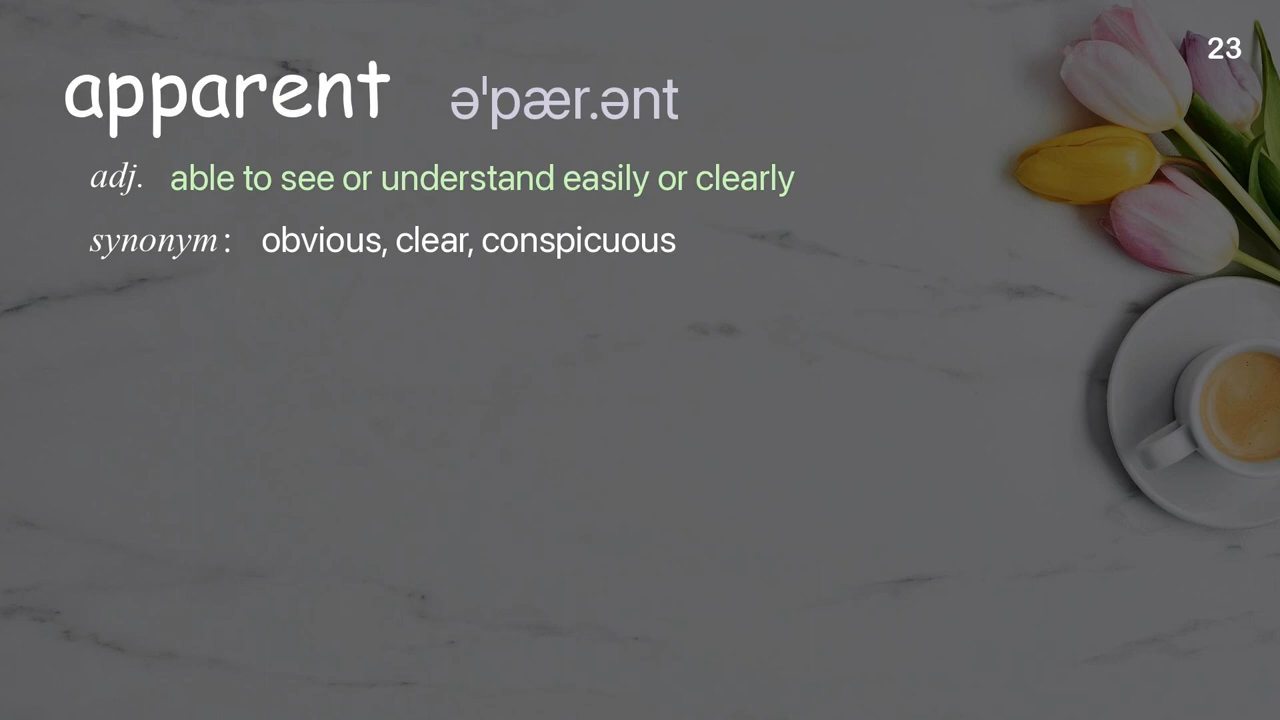 23
apparent əˈpær.ənt
adj. able to see or understand easily or clearly
synonym: obvious, clear, conspicuous